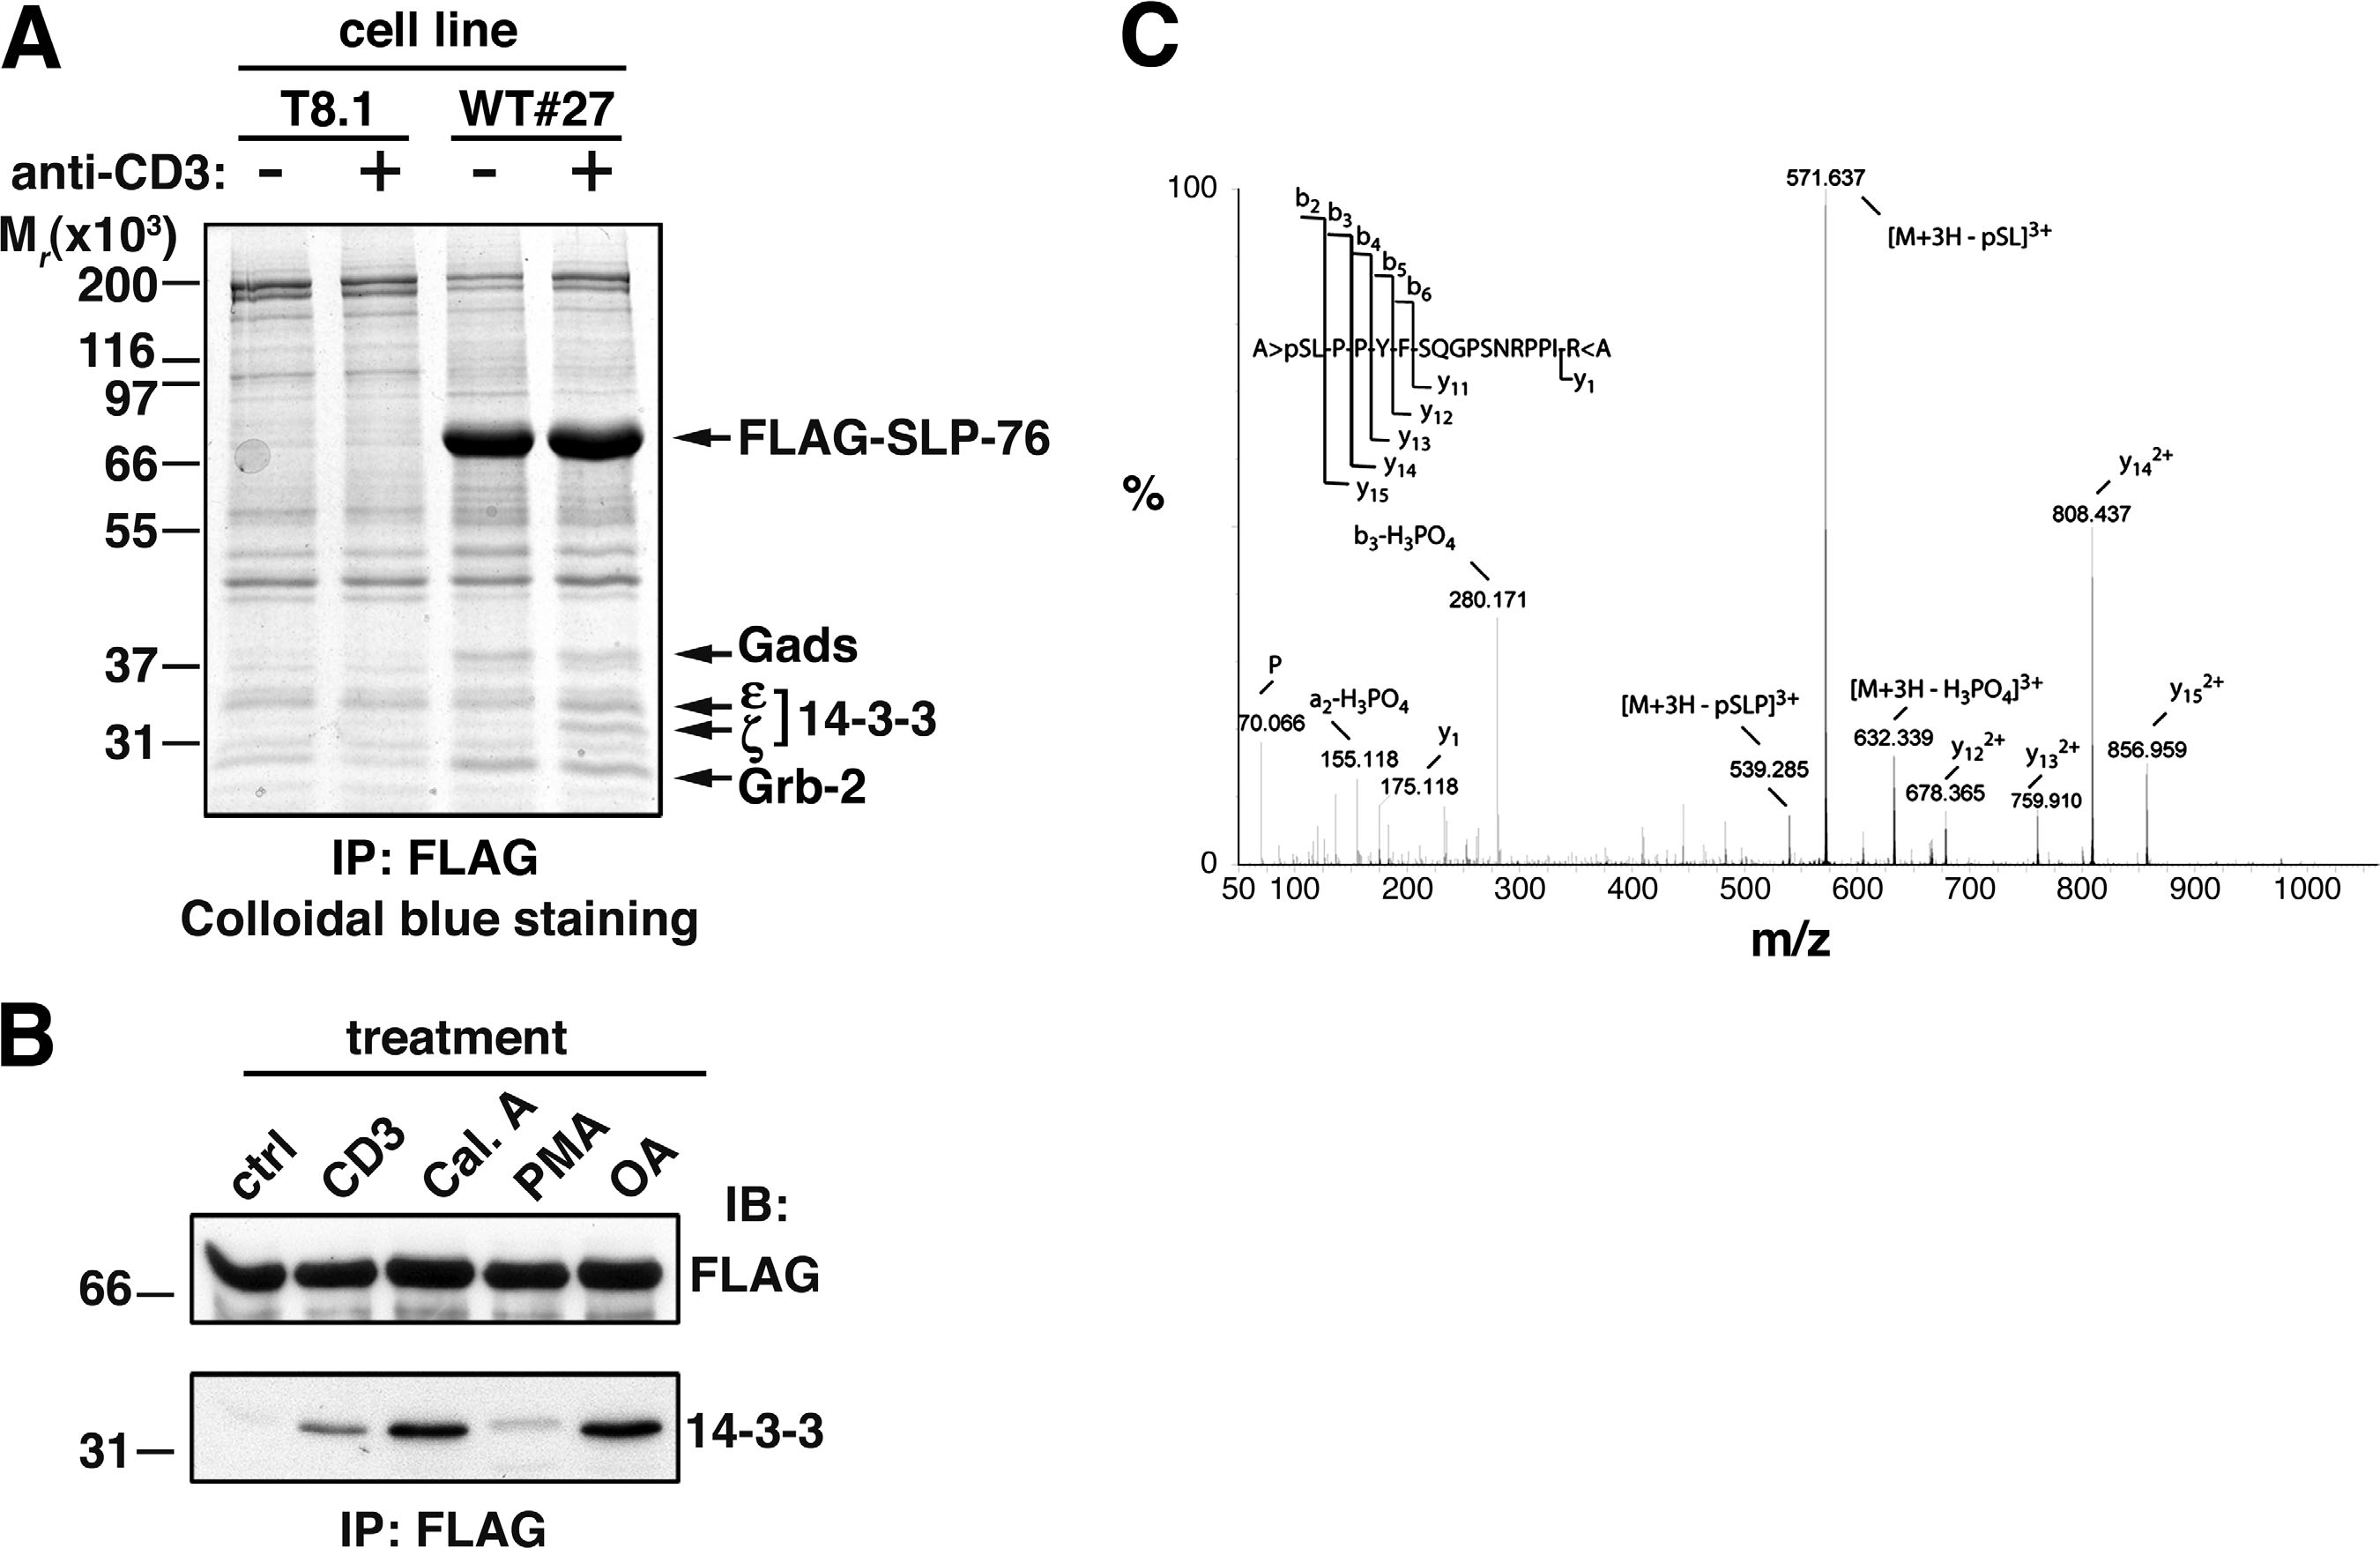 A
cell line
T8.1 WT#27
anti-CD3: - + - +
Mr(x10³)
200
116
97
66
55
37
31
FLAG-SLP-76
Gads
ε
ζ
] 14-3-3
Grb-2
IP: FLAG
Colloidal blue staining
B
treatment
ctrl CD3 Cal. A PMA OA
IB:
66
FLAG
31
14-3-3
IP: FLAG
C
100
%
0
b2
b3
b4
b5
b6
A>pSL-P-P-Y-F-SQGPSNRPPI-R<A
y1
y11
y12
y13
y14
y15
P
70.066
a2-H3PO4
155.118
y1
175.118
b3-H3PO4
280.171
[M+3H - pSLP]3+
539.285
571.637
[M+3H - pSL]3+
[M+3H - H3PO4]3+
632.339
y12 2+
678.365
y13 2+
759.910
y14 2+
808.437
y15 2+
856.959
50 100 200 300 400 500 600 700 800 900 1000
m/z